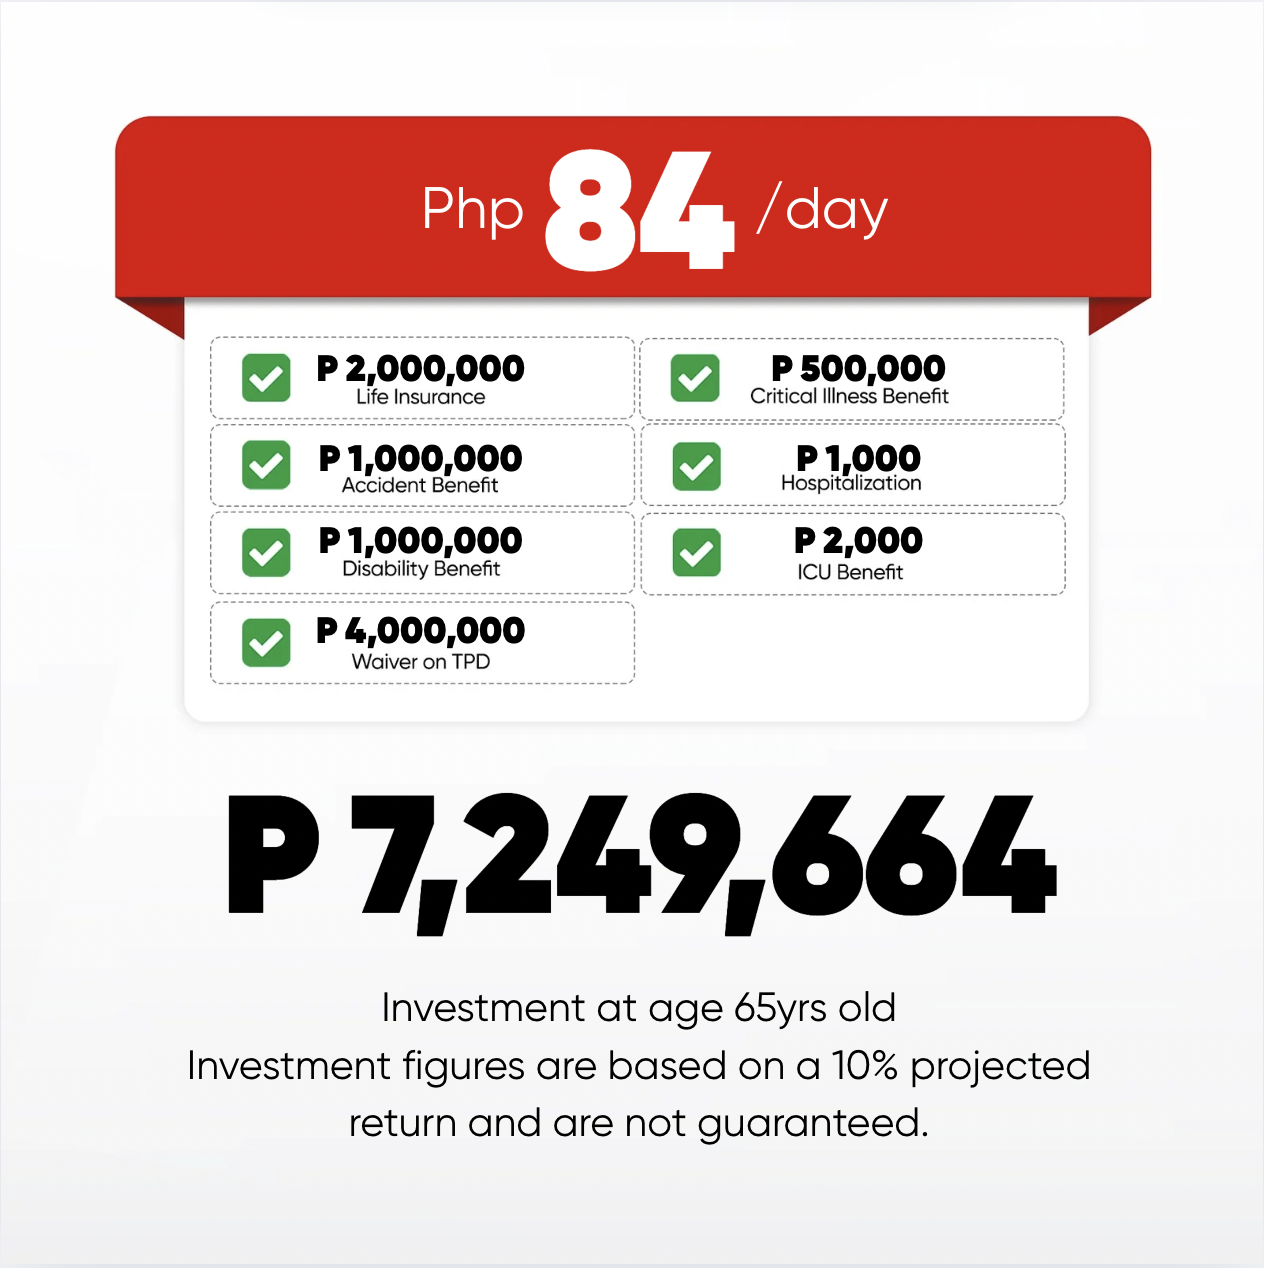 Php 84 /day
P 2,000,000
Life Insurance
P 500,000
Critical Illness Benefit
P 1,000,000
Accident Benefit
P 1,000
Hospitalization
P 1,000,000
Disability Benefit
P 2,000
ICU Benefit
P 4,000,000
Waiver on TPD
P 7,249,664
Investment at age 65yrs old
Investment figures are based on a 10% projected
return and are not guaranteed.